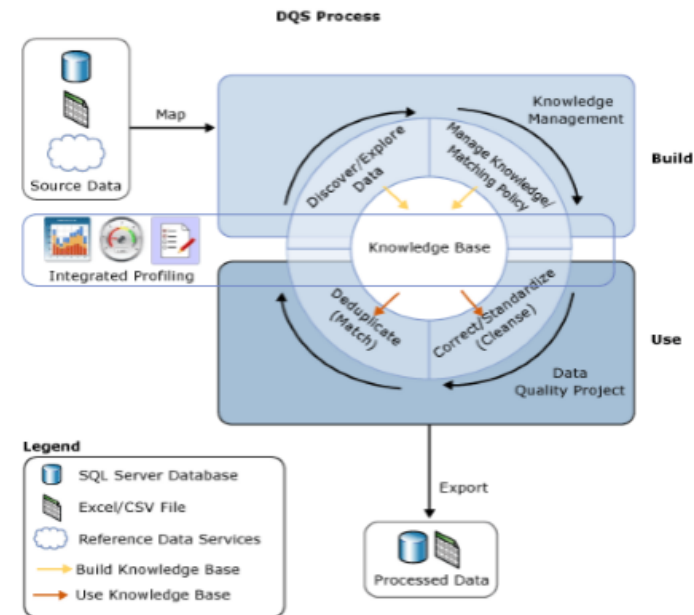 DQS Process
Source Data
Map
Knowledge
Management
Build
Discover/Explore
Data
Manage Knowledge/
Matching Policy
Knowledge Base
Integrated Profiling
Deduplicate
(Match)
Correct/Standardize
(Cleanse)
Use
Data
Quality Project
Export
Processed Data
Legend
SQL Server Database
Excel/CSV File
Reference Data Services
Build Knowledge Base
Use Knowledge Base